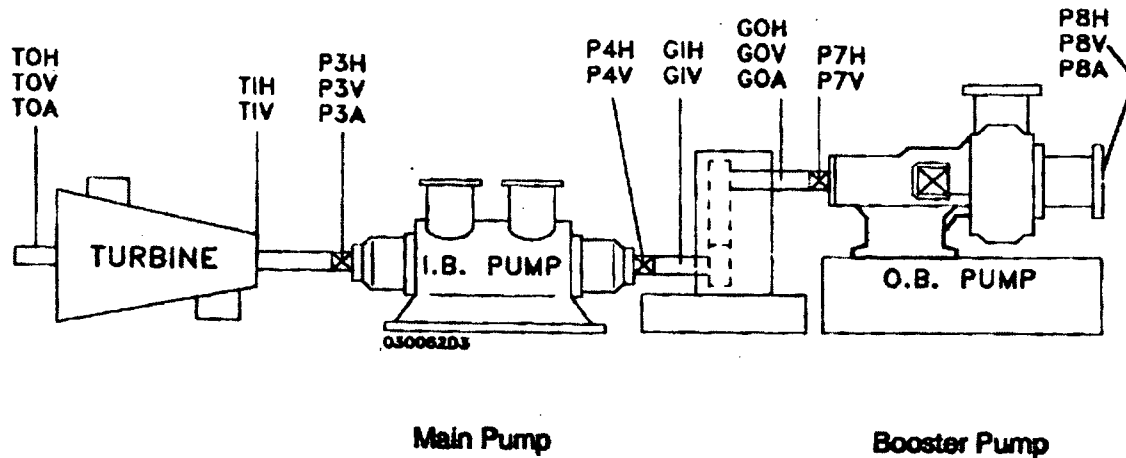 TOH
TOV
TOA
TIH
TIV
P3H
P3V
P3A
P4H
P4V
GIH
GIV
GOH
GOV
GOA
P7H
P7V
P8H
P8V
P8A
TURBINE
I.B. PUMP
O.B. PUMP
030062D3
Main Pump
Booster Pump